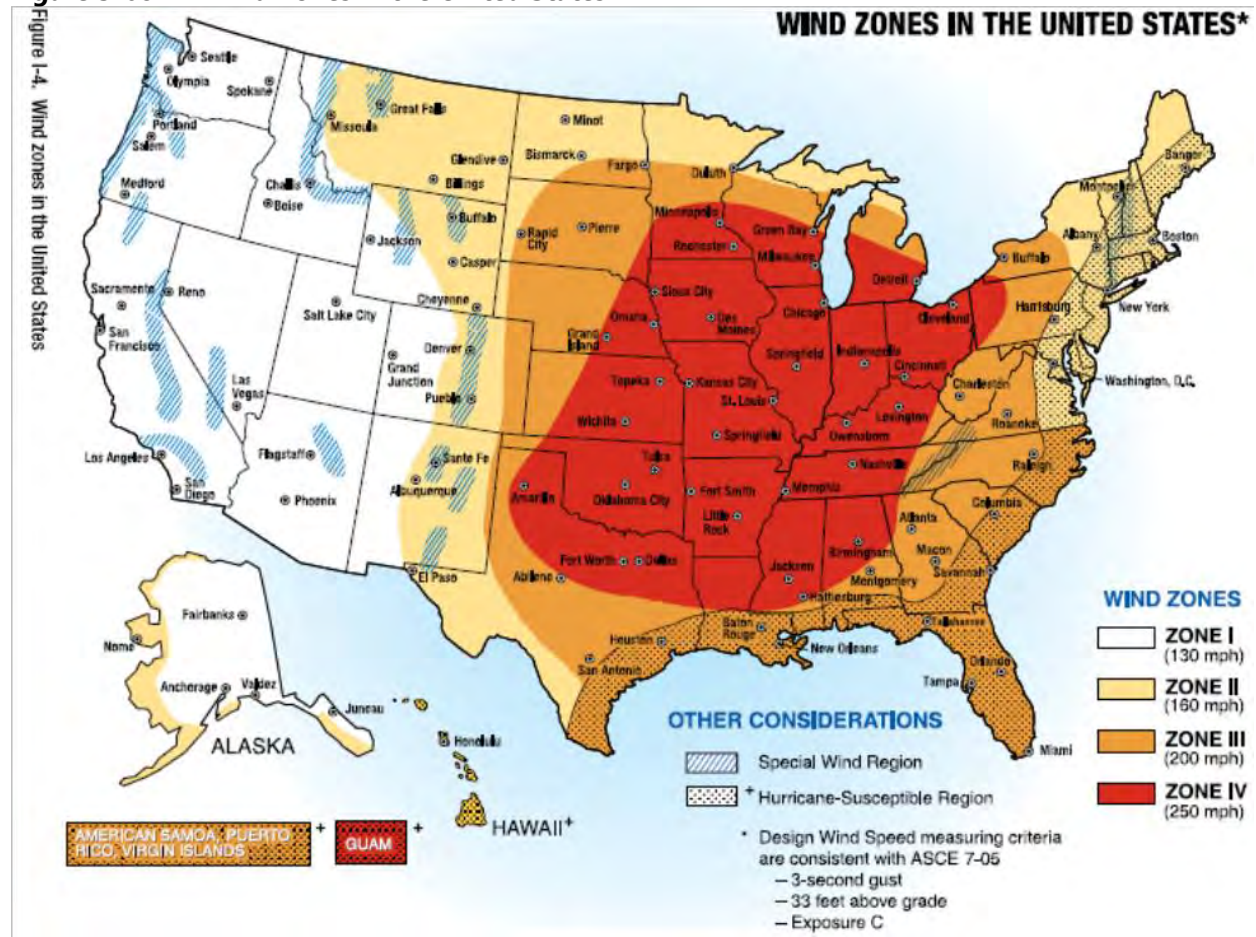 WIND ZONES IN THE UNITED STATES*
Figure I-4. Wind zones in the United States
Seattle
Olympia
Spokane
Portland
Salem
Medford
Missoula
Great Falls
Glendive
Billings
Challis
Boise
Minot
Bismarck
Fargo
Duluth
Buffalo
Jackson
Casper
Cheyenne
Rapid
City
Pierre
Minneapolis
Rochester
Green Bay
Milwaukee
Detroit
Buffalo
Albany
Montpelier
Bangor
Boston
New York
Harrisburg
Cleveland
Washington, D.C.
Sacramento
San
Francisco
Reno
Salt Lake City
Las
Vegas
Grand
Junction
Denver
Pueblo
Grand
Island
Sioux City
Omaha
Des
Moines
Chicago
Springfield
Indianapolis
Cincinnati
Charleston
Roanoke
Topeka
Kansas City
St. Louis
Wichita
Springfield
Owensboro
Nashville
Raleigh
Los Angeles
San
Diego
Flagstaff
Phoenix
Sante Fe
Albuquerque
El Paso
Amarillo
Tulsa
Oklahoma City
Fort Smith
Little
Rock
Memphis
Fort Worth
Dallas
Abilene
Jackson
Birmingham
Montgomery
Atlanta
Macon
Savannah
Columbia
Houston
San Antonio
Baton
Rouge
New Orleans
Tallahassee
Orlando
Tampa
Miami
Fairbanks
Nome
Anchorage
Valdez
Juneau
ALASKA
Honolulu
HAWAII+
AMERICAN SAMOA, PUERTO
RICO, VIRGIN ISLANDS
+
GUAM
+
OTHER CONSIDERATIONS
Special Wind Region
+ Hurricane-Susceptible Region
* Design Wind Speed measuring criteria
are consistent with ASCE 7-05
– 3-second gust
– 33 feet above grade
– Exposure C
WIND ZONES
ZONE I
(130 mph)
ZONE II
(160 mph)
ZONE III
(200 mph)
ZONE IV
(250 mph)